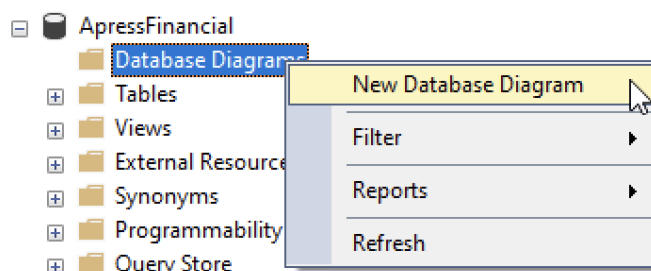 ApressFinancial
Database Diagrams
New Database Diagram
Tables
Views
Filter
External Resource
Synonyms
Reports
Programmability
Refresh
Query Store